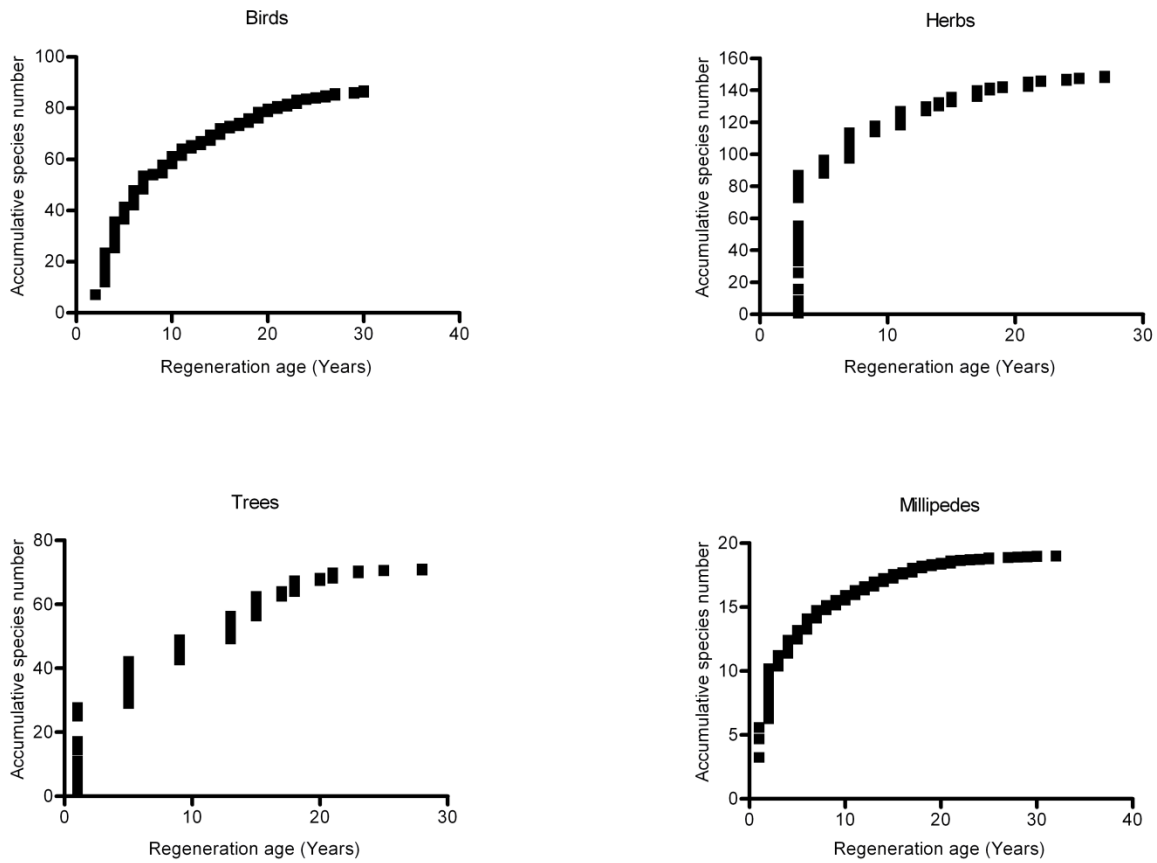 Birds
Accumulative species number
100
80
60
40
20
0
0 10 20 30 40
Regeneration age (Years)
Herbs
Accumulative species number
160
140
120
100
80
60
40
20
0
0 10 20 30
Regeneration age (Years)
Trees
Accumulative species number
80
60
40
20
0
0 10 20 30
Regeneration age (Years)
Millipedes
Accumulative species number
20
15
10
5
0
0 10 20 30 40
Regeneration age (Years)